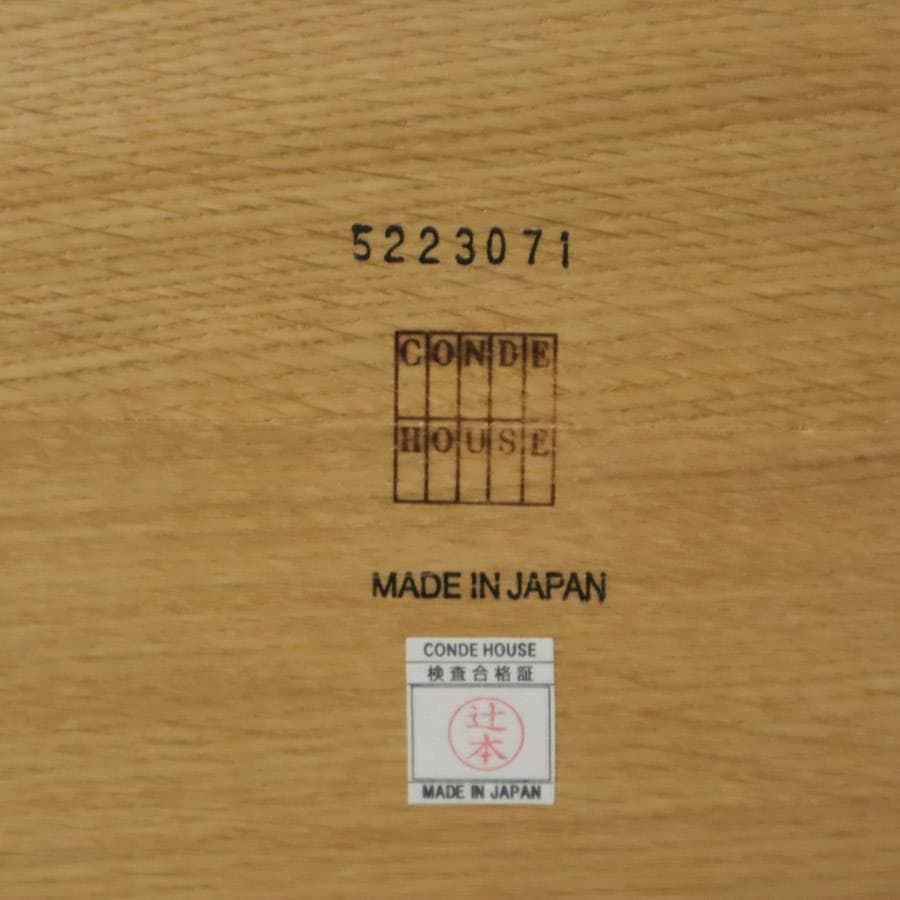 5223071
CONDE
HOUSE
MADE IN JAPAN
CONDE HOUSE
検査合格証
辻
本
MADE IN JAPAN